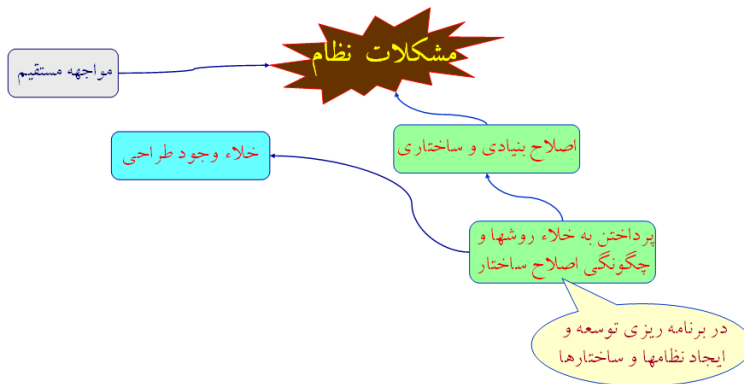 مشکلات نظام
مواجهه مستقیم
اصلاح بنیادی و ساختاری
خلاء وجود طراحی
پرداختن به خلاء روشها و
چگونگی اصلاح ساختار
در برنامه ریزی توسعه و
ایجاد نظامها و ساختارها